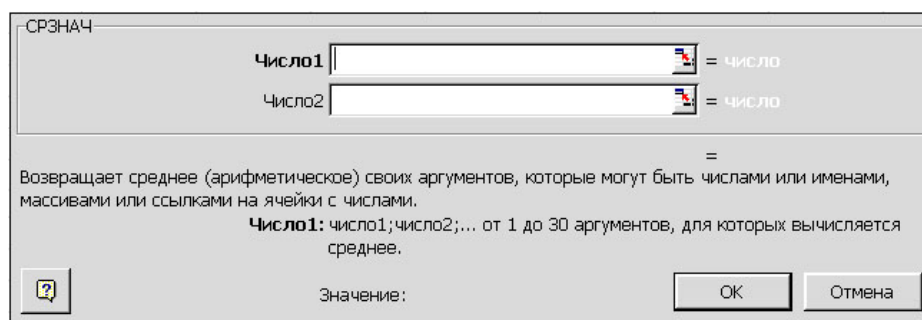 СРЗНАЧ
Число1 = число
Число2 = число
=
Возвращает среднее (арифметическое) своих аргументов, которые могут быть числами или именами,
массивами или ссылками на ячейки с числами.
Число1: число1;число2;... от 1 до 30 аргументов, для которых вычисляется
среднее.
Значение: ОК Отмена